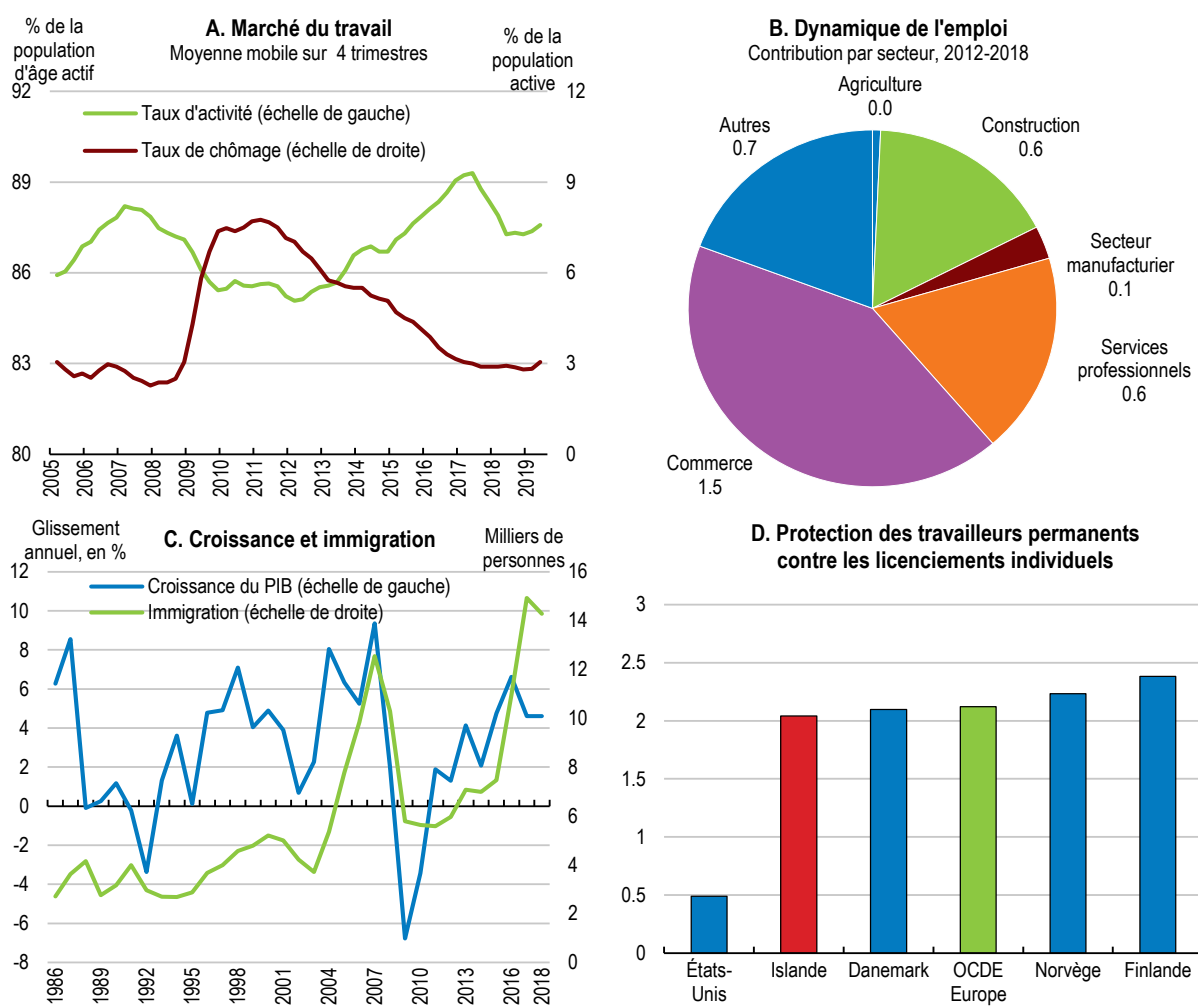 A. Marché du travail
Moyenne mobile sur 4 trimestres
% de la
population
d'âge actif
% de la
population
active
92
89
86
83
80
12
9
6
3
0
Taux d'activité (échelle de gauche)
Taux de chômage (échelle de droite)
2005
2006
2007
2008
2009
2010
2011
2012
2013
2014
2015
2016
2017
2018
2019
B. Dynamique de l'emploi
Contribution par secteur, 2012-2018
Agriculture
0.0
Construction
0.6
Secteur
manufacturier
0.1
Services
professionnels
0.6
Commerce
1.5
Autres
0.7
C. Croissance et immigration
Glissement
annuel, en %
Milliers de
personnes
12
10
8
6
4
2
0
-2
-4
-6
-8
16
14
12
10
8
6
4
2
0
Croissance du PIB (échelle de gauche)
Immigration (échelle de droite)
1986
1989
1992
1995
1998
2001
2004
2007
2010
2013
2016
2018
D. Protection des travailleurs permanents
contre les licenciements individuels
3
2.5
2
1.5
1
0.5
0
États-
Unis
Islande
Danemark
OCDE
Europe
Norvège
Finlande